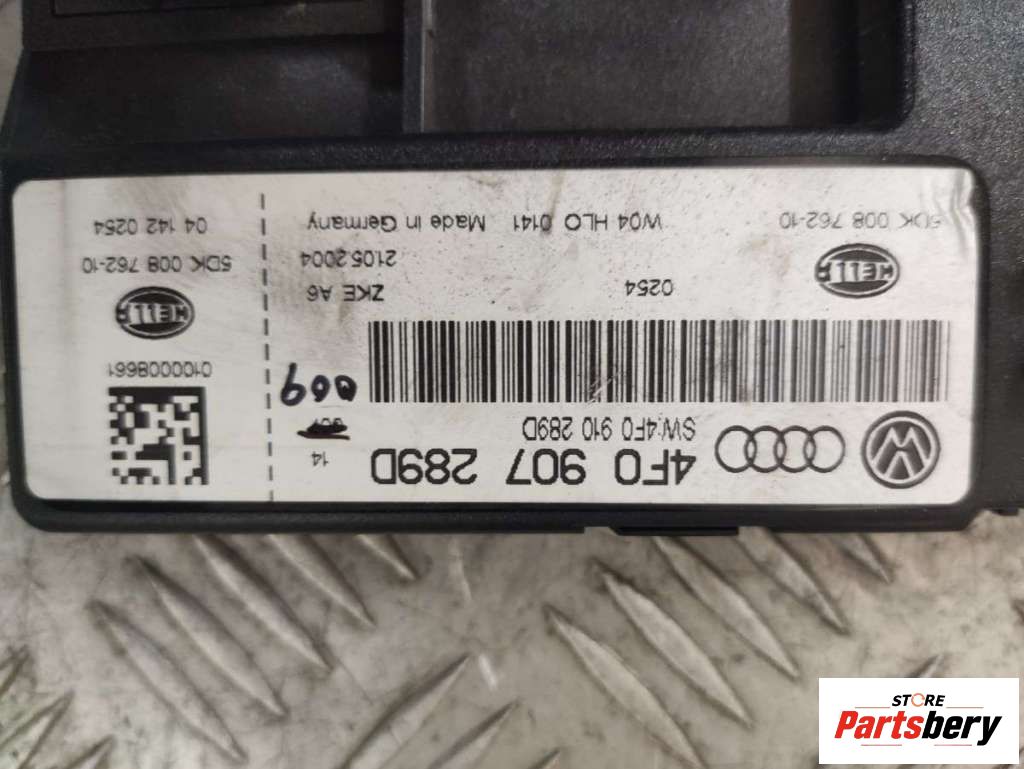 4F0 907 289D 14
SW:4F0 910 289D
009
0254 ZKE A6
21.05.2004
HELLA
5DK 008 762-10 W04 HLO 0141 Made in Germany
0100008661
HELLA
5DK 008 762-10
04 142 0254
STORE
Partsbery